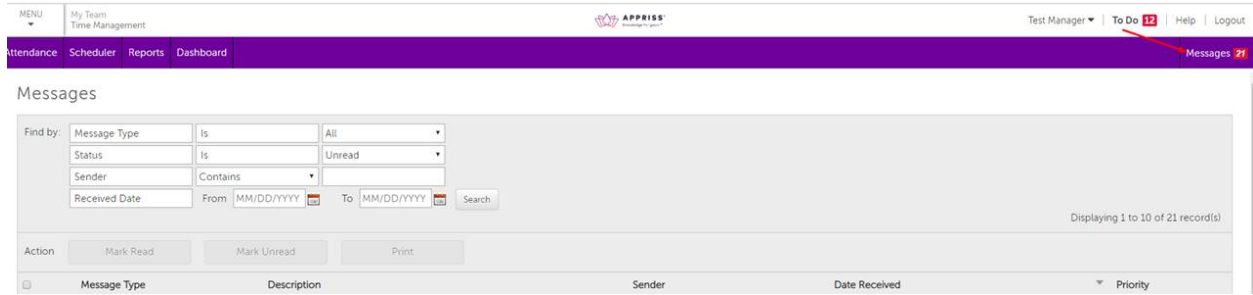 MENU
My Team
Time Management
APPRISS
Test Manager
To Do 12
Help
Logout
Attendance Scheduler Reports Dashboard
Messages 21
Messages
Find by: Message Type Is All
Status Is Unread
Sender Contains
Received Date From MM/DD/YYYY To MM/DD/YYYY Search
Displaying 1 to 10 of 21 record(s)
Action Mark Read Mark Unread Print
Message Type Description Sender Date Received Priority